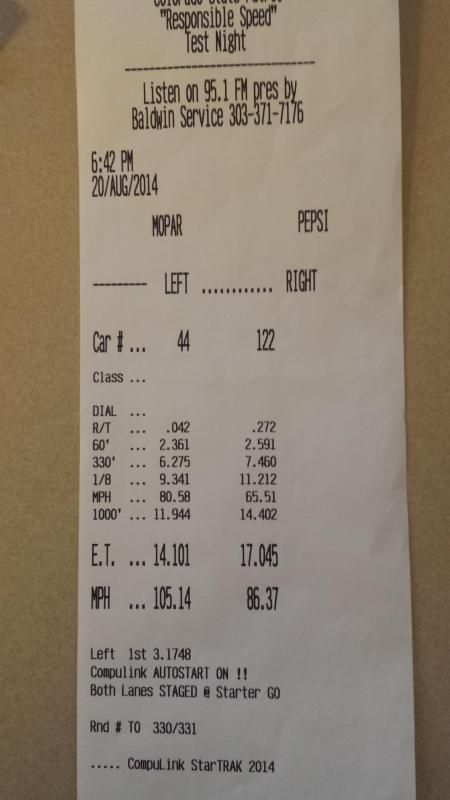 "Responsible Speed"
Test Night
------------------------------
Listen on 95.1 FM pres by
Baldwin Service 303-371-7176
6:42 PM
20/AUG/2014
MOPAR PEPSI
--------- LEFT ............ RIGHT
Car # ... 44 122
Class ...
DIAL ...
R/T ... .042 .272
60' ... 2.361 2.591
330' ... 6.275 7.460
1/8 ... 9.341 11.212
MPH ... 80.58 65.51
1000' ... 11.944 14.402
E.T. ... 14.101 17.045
MPH ... 105.14 86.37
Left 1st 3.1748
Compulink AUTOSTART ON !!
Both Lanes STAGED @ Starter GO
Rnd # TO 330/331
..... CompuLink StarTRAK 2014